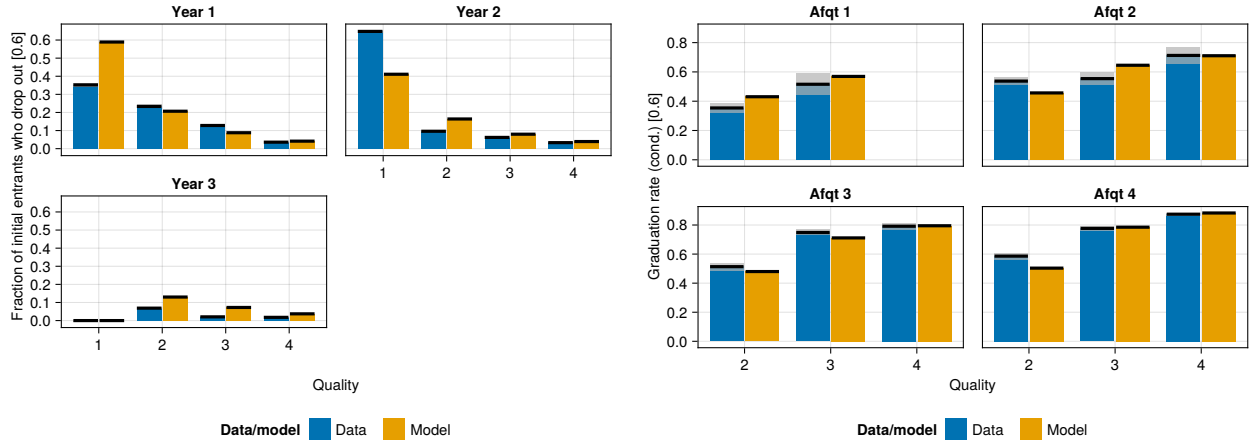 Year 1
Year 2
Fraction of initial entrants who drop out [0.6]
0.6
0.5
0.4
0.3
0.2
0.1
0.0
1 2 3 4
Year 3
0.6
0.5
0.4
0.3
0.2
0.1
0.0
1 2 3 4
Quality
Data/model Data Model
Afqt 1
Afqt 2
Graduation rate (cond.) [0.6]
0.8
0.6
0.4
0.2
0.0
Afqt 3
Afqt 4
0.8
0.6
0.4
0.2
0.0
2 3 4
2 3 4
Quality
Data/model Data Model